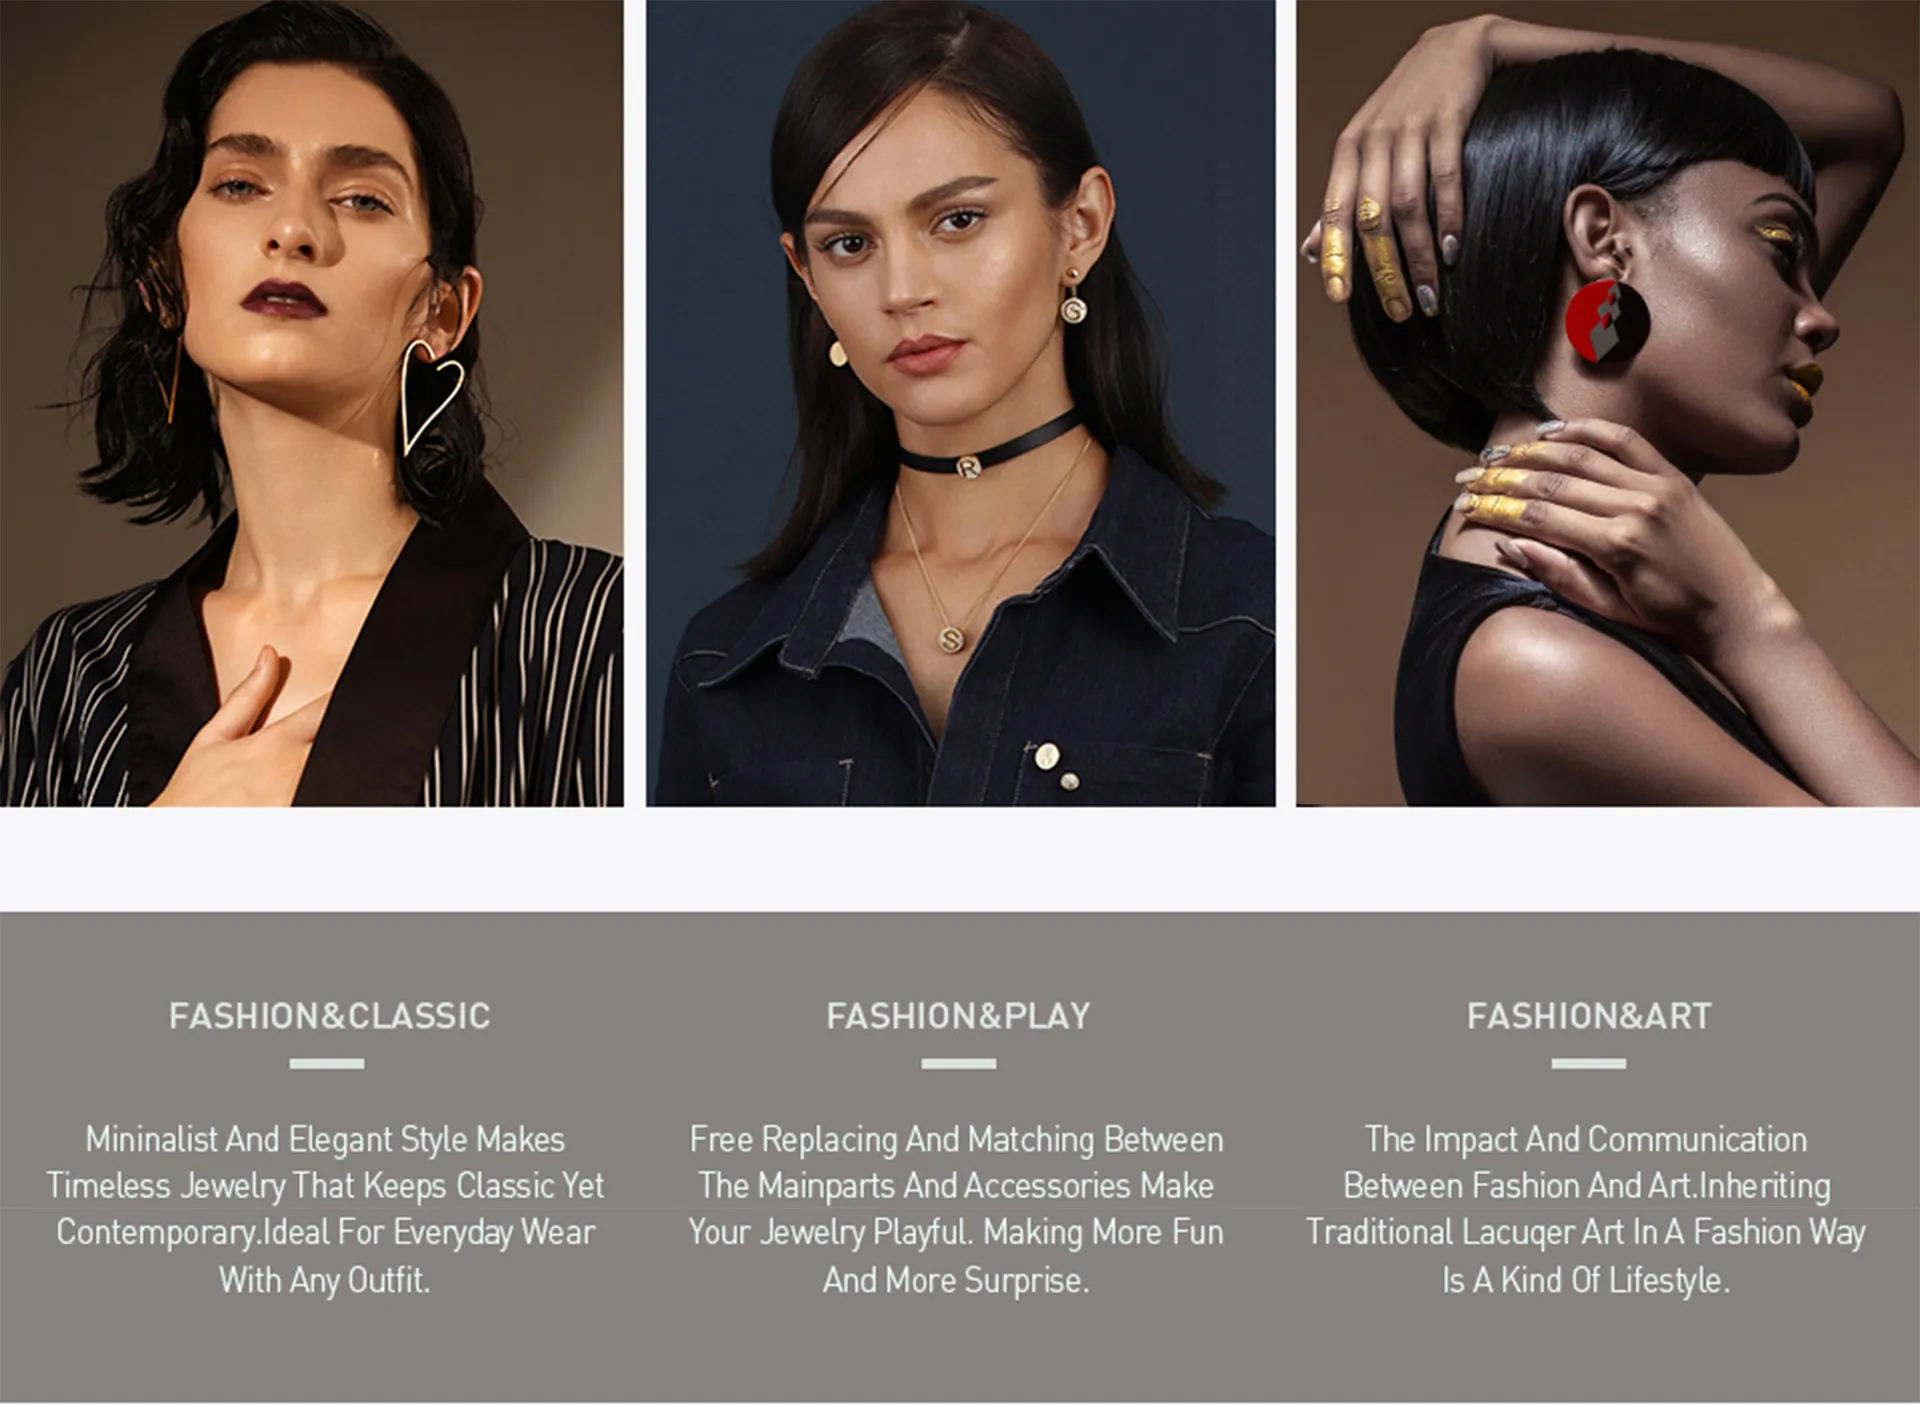 G
R
S
FASHION&CLASSIC
Mininalist And Elegant Style Makes
Timeless Jewelry That Keeps Classic Yet
Contemporary.Ideal For Everyday Wear
With Any Outfit.
FASHION&PLAY
Free Replacing And Matching Between
The Mainparts And Accessories Make
Your Jewelry Playful. Making More Fun
And More Surprise.
FASHION&ART
The Impact And Communication
Between Fashion And Art.Inheriting
Traditional Lacuqer Art In A Fashion Way
Is A Kind Of Lifestyle.